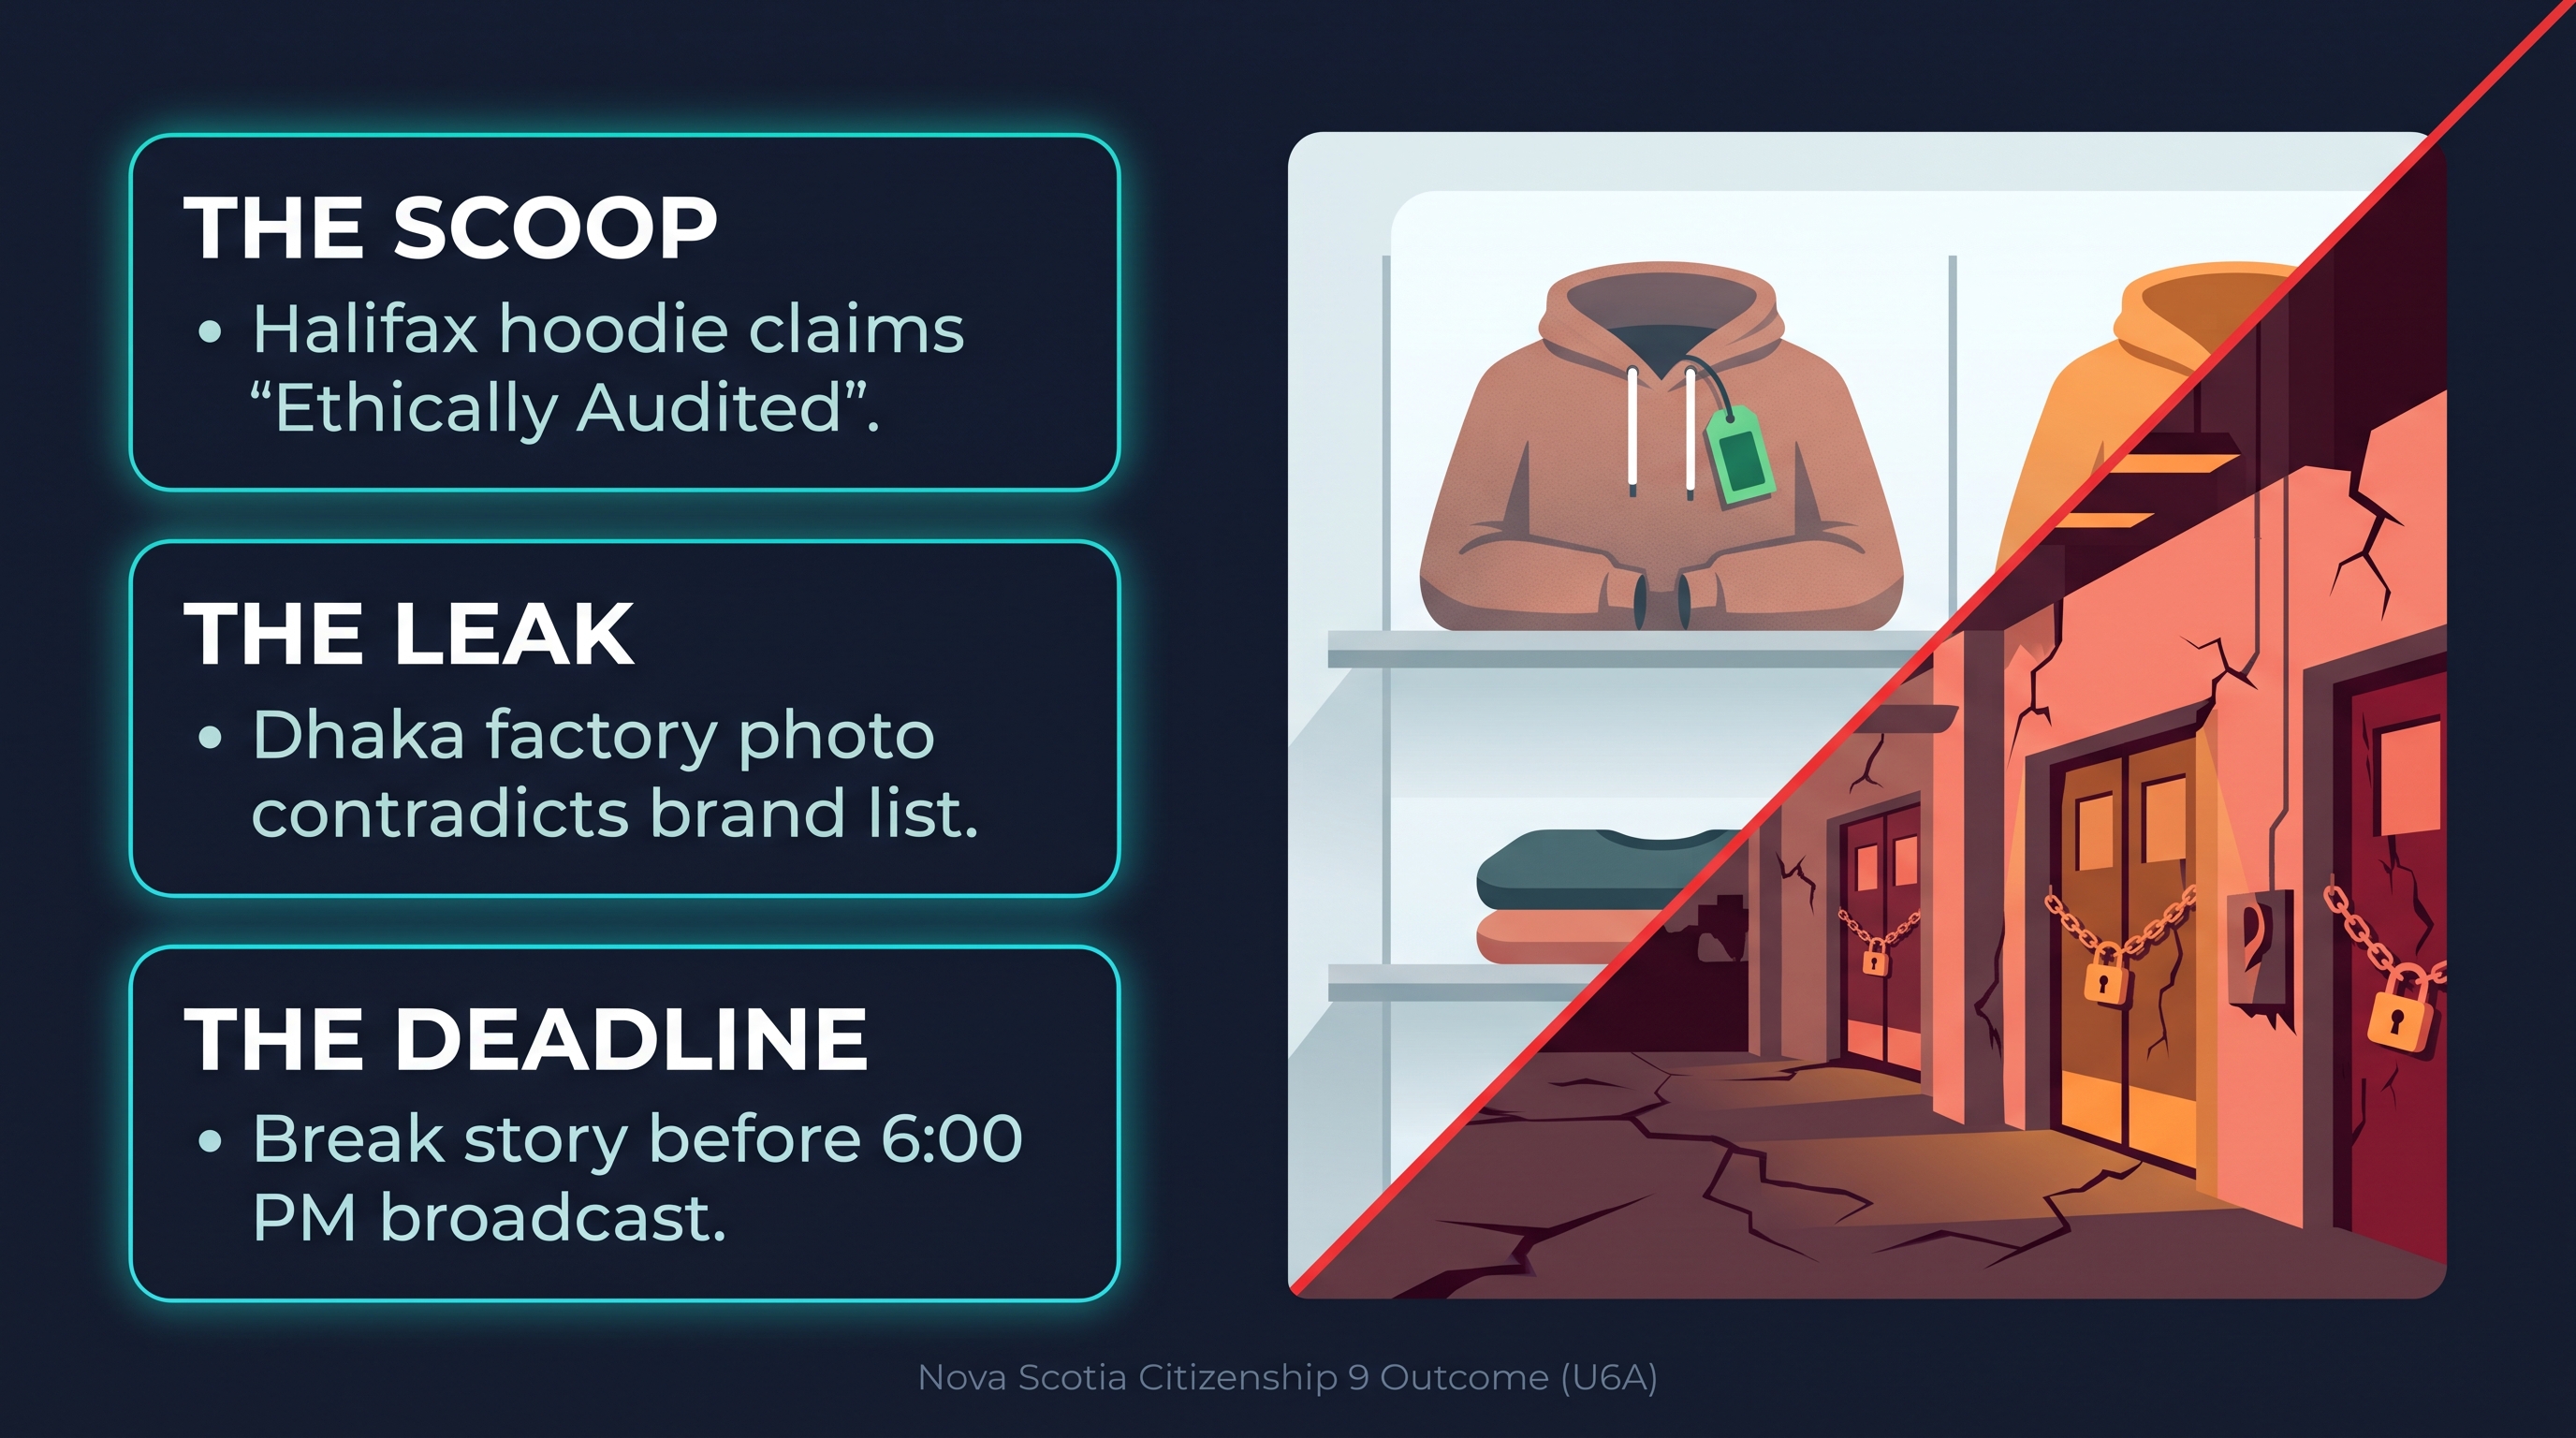 THE SCOOP
• Halifax hoodie claims
“Ethically Audited”.
THE LEAK
• Dhaka factory photo
contradicts brand list.
THE DEADLINE
• Break story before 6:00
PM broadcast.
Nova Scotia Citizenship 9 Outcome (U6A)